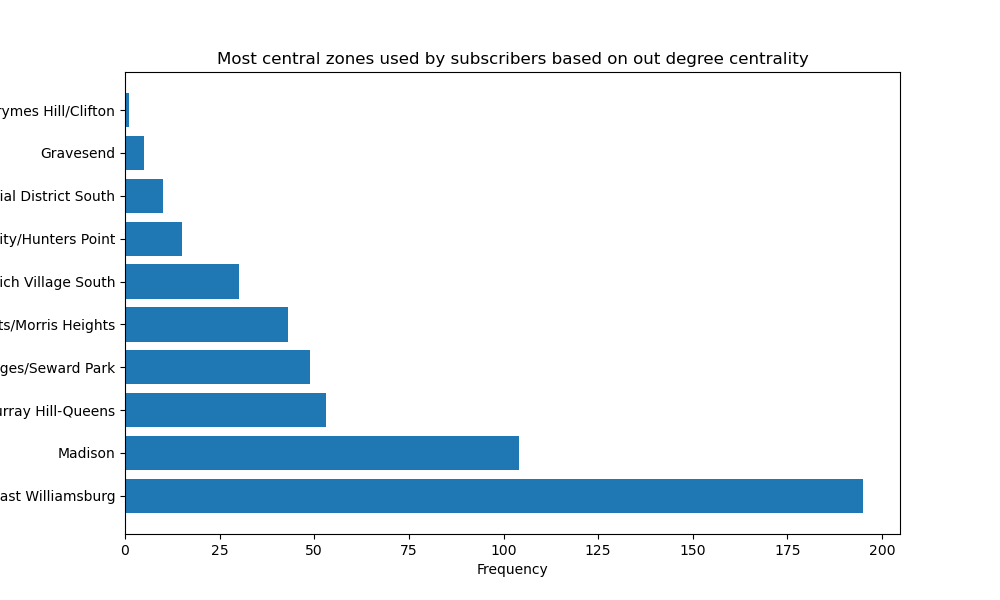 Most central zones used by subscribers based on out degree centrality
rymes Hill/Clifton
Gravesend
ial District South
ity/Hunters Point
ich Village South
ts/Morris Heights
ges/Seward Park
urray Hill-Queens
Madison
ast Williamsburg
0 25 50 75 100 125 150 175 200
Frequency